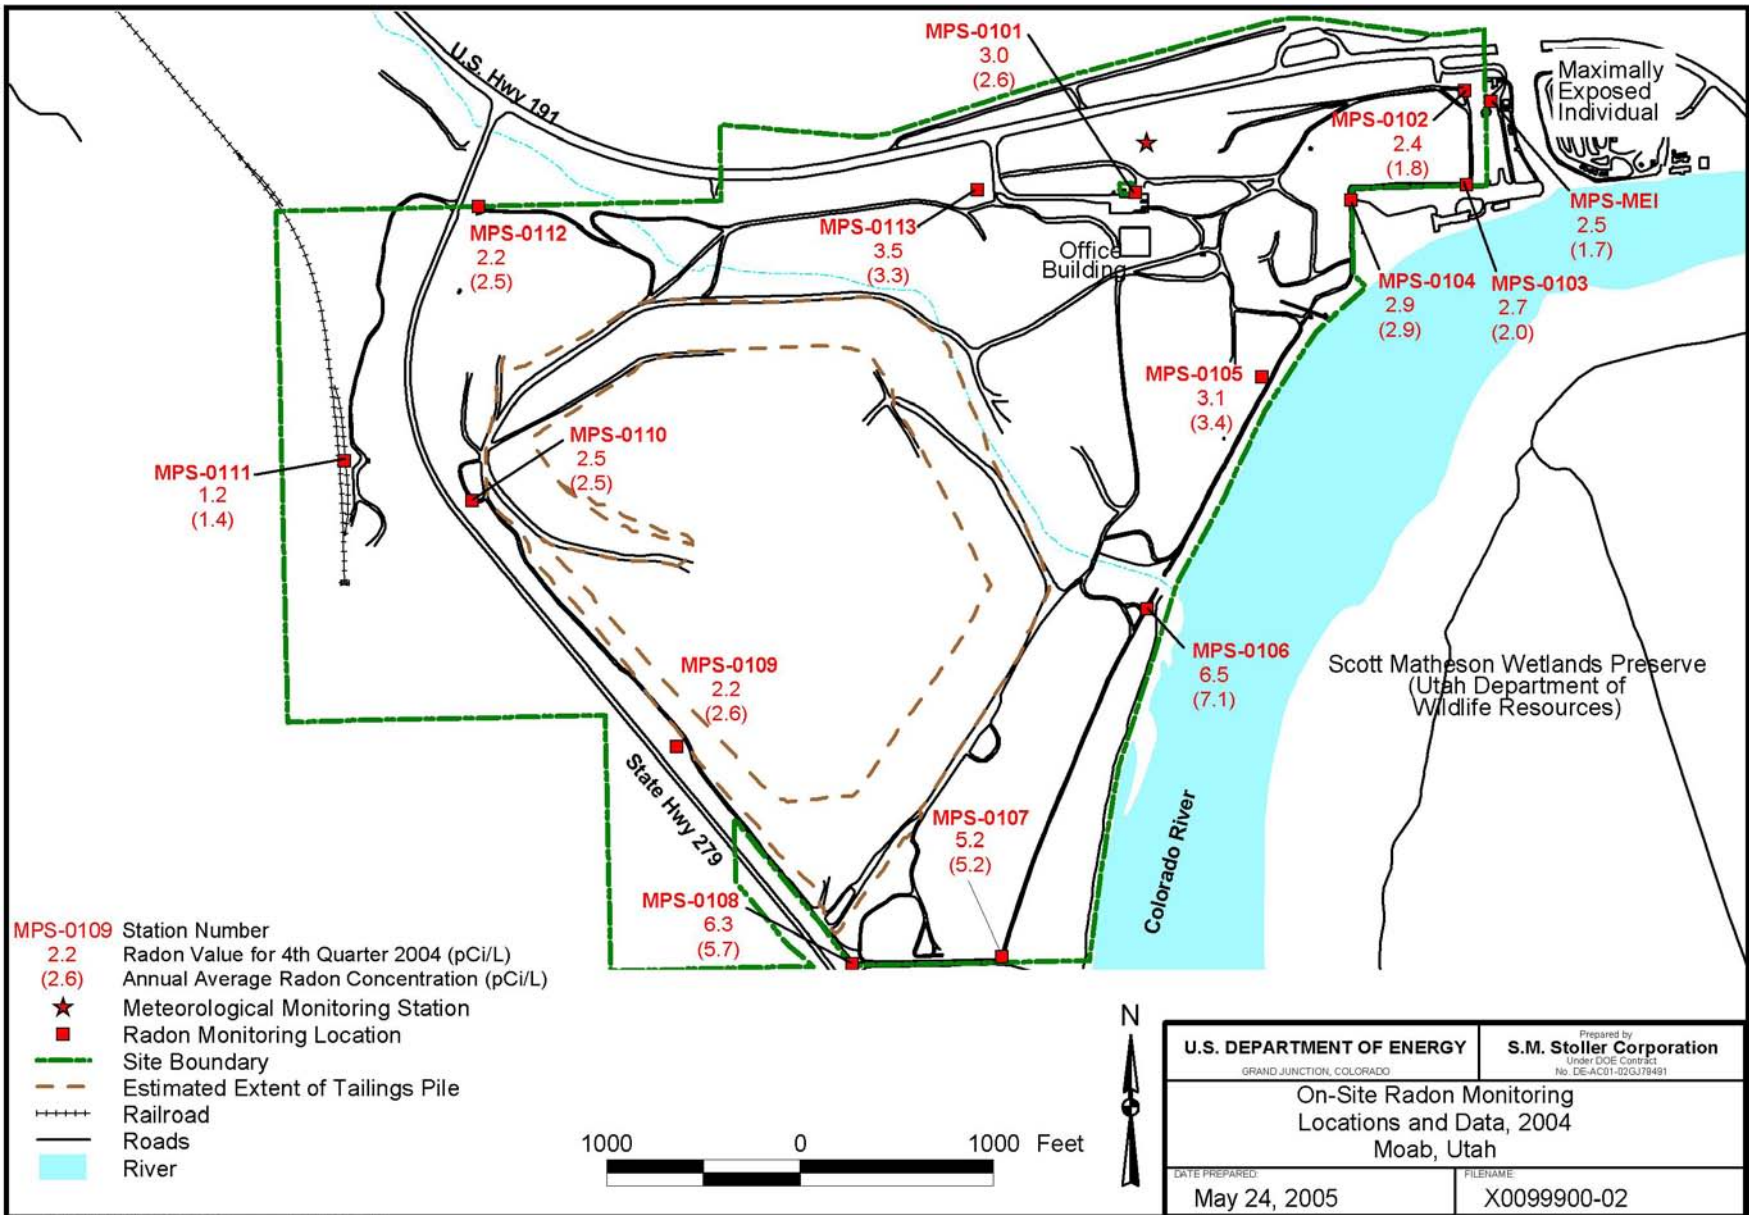 U.S. Hwy 191
MPS-0101
3.0
(2.6)
Maximally
Exposed
Individual
MPS-0102
2.4
(1.8)
MPS-MEI
2.5
(1.7)
MPS-0112
2.2
(2.5)
MPS-0113
3.5
(3.3)
Office
Building
MPS-0104
2.9
(2.9)
MPS-0103
2.7
(2.0)
MPS-0105
3.1
(3.4)
MPS-0110
2.5
(2.5)
MPS-0111
1.2
(1.4)
MPS-0109
2.2
(2.6)
MPS-0106
6.5
(7.1)
Scott Matheson Wetlands Preserve
(Utah Department of
Wildlife Resources)
State Hwy 279
MPS-0107
5.2
(5.2)
Colorado River
MPS-0108
6.3
(5.7)
MPS-0109 Station Number
2.2 Radon Value for 4th Quarter 2004 (pCi/L)
(2.6) Annual Average Radon Concentration (pCi/L)
Meteorological Monitoring Station
Radon Monitoring Location
Site Boundary
Estimated Extent of Tailings Pile
Railroad
Roads
River
1000 0 1000 Feet
N
U.S. DEPARTMENT OF ENERGY
GRAND JUNCTION, COLORADO
Prepared by
S.M. Stoller Corporation
Under DOE Contract
No. DE-AC01-02GJ79491
On-Site Radon Monitoring
Locations and Data, 2004
Moab, Utah
DATE PREPARED:
May 24, 2005
FILENAME:
X0099900-02